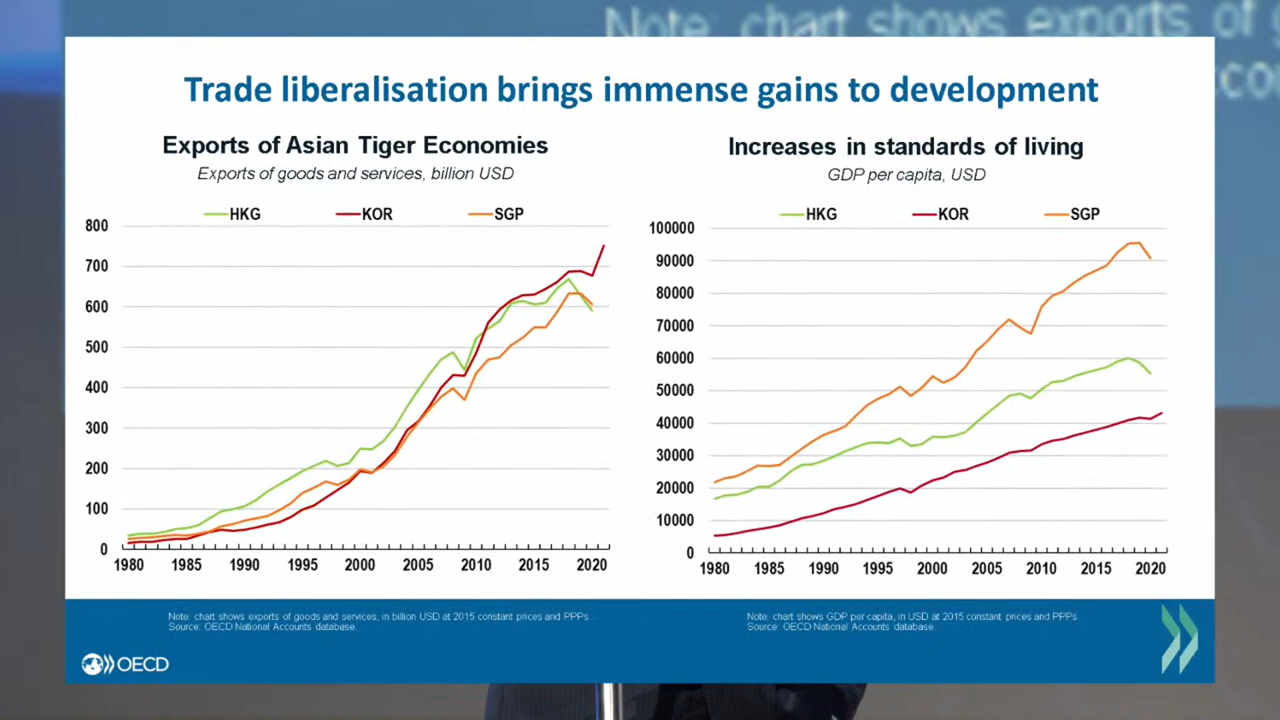 Note: chart shows exports of
Trade liberalisation brings immense gains to development
Exports of Asian Tiger Economies
Exports of goods and services, billion USD
HKG KOR SGP
800
700
600
500
400
300
200
100
0
1980 1985 1990 1995 2000 2005 2010 2015 2020
Note: chart shows exports of goods and services, in billion USD at 2015 constant prices and PPPs.
Source: OECD National Accounts database.
Increases in standards of living
GDP per capita, USD
HKG KOR SGP
100000
90000
80000
70000
60000
50000
40000
30000
20000
10000
0
1980 1985 1990 1995 2000 2005 2010 2015 2020
Note: chart shows GDP per capita, in USD at 2015 constant prices and PPPs
Source: OECD National Accounts database.
OECD